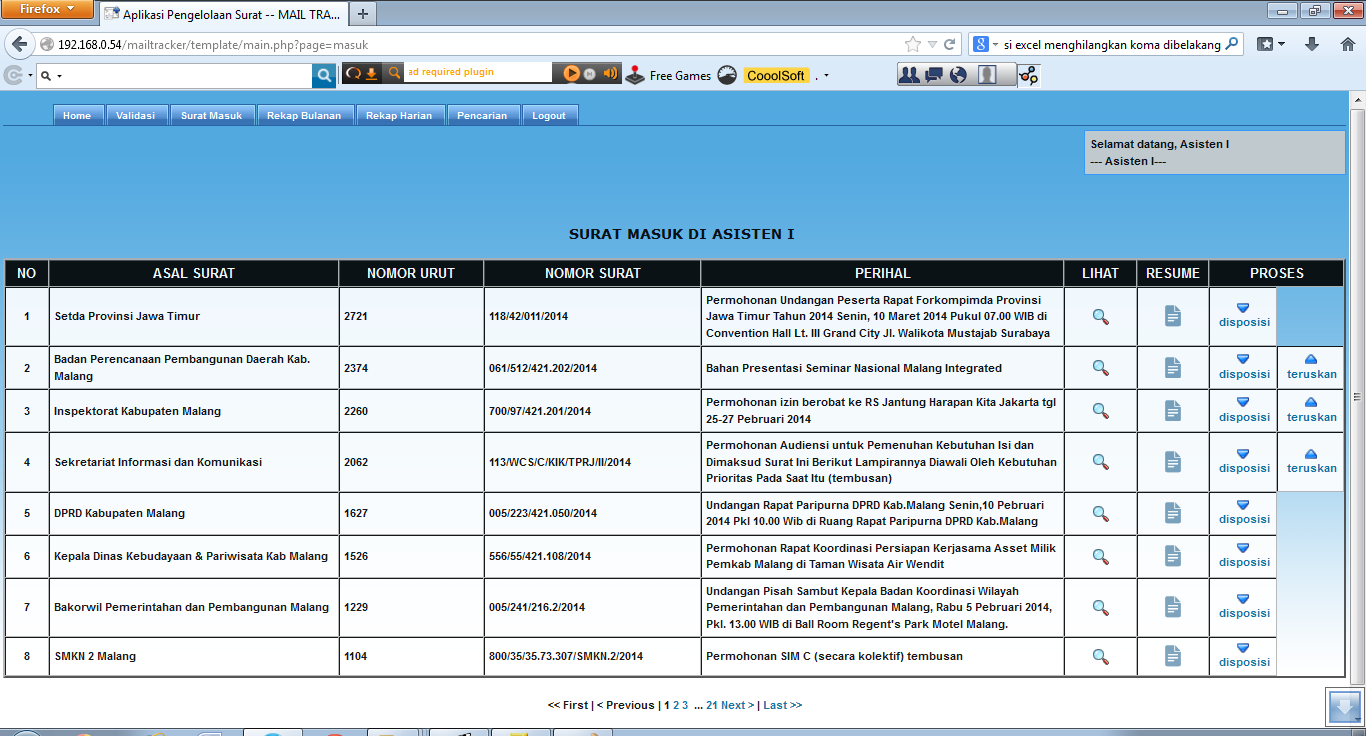 Firefox
Aplikasi Pengelolaan Surat -- MAIL TRA...
192.168.0.54/mailtracker/template/main.php?page=masuk
si excel menghilangkan koma dibelakang
ad required plugin
Free Games
CooolSoft
Home
Validasi
Surat Masuk
Rekap Bulanan
Rekap Harian
Pencarian
Logout
Selamat datang, Asisten I
--- Asisten I---
SURAT MASUK DI ASISTEN I
NO ASAL SURAT NOMOR URUT NOMOR SURAT PERIHAL LIHAT RESUME PROSES
1 Setda Provinsi Jawa Timur 2721 118/42/011/2014
Permohonan Undangan Peserta Rapat Forkompimda Provinsi
Jawa Timur Tahun 2014 Senin, 10 Maret 2014 Pukul 07.00 WIB di
Convention Hall Lt. III Grand City Jl. Walikota Mustajab Surabaya
disposisi
2
Badan Perencanaan Pembangunan Daerah Kab.
Malang
2374 061/512/421.202/2014 Bahan Presentasi Seminar Nasional Malang Integrated
disposisi teruskan
3 Inspektorat Kabupaten Malang 2260 700/97/421.201/2014
Permohonan izin berobat ke RS Jantung Harapan Kita Jakarta tgl
25-27 Pebruari 2014
disposisi teruskan
4 Sekretariat Informasi dan Komunikasi 2062 113/WCS/C/KIK/TPRJ/II/2014
Permohonan Audiensi untuk Pemenuhan Kebutuhan Isi dan
Dimaksud Surat Ini Berikut Lampirannya Diawali Oleh Kebutuhan
Prioritas Pada Saat Itu (tembusan)
disposisi teruskan
5 DPRD Kabupaten Malang 1627 005/223/421.050/2014
Undangan Rapat Paripurna DPRD Kab.Malang Senin,10 Pebruari
2014 Pkl 10.00 Wib di Ruang Rapat Paripurna DPRD Kab.Malang
disposisi
6 Kepala Dinas Kebudayaan & Pariwisata Kab Malang 1526 556/55/421.108/2014
Permohonan Rapat Koordinasi Persiapan Kerjasama Asset Milik
Pemkab Malang di Taman Wisata Air Wendit
disposisi
7 Bakorwil Pemerintahan dan Pembangunan Malang 1229 005/241/216.2/2014
Undangan Pisah Sambut Kepala Badan Koordinasi Wilayah
Pemerintahan dan Pembangunan Malang, Rabu 5 Pebruari 2014,
Pkl. 13.00 WIB di Ball Room Regent's Park Motel Malang.
disposisi
8 SMKN 2 Malang 1104 800/35/35.73.307/SMKN.2/2014 Permohonan SIM C (secara kolektif) tembusan
disposisi
<< First | < Previous | 1 2 3 ... 21 Next > | Last >>